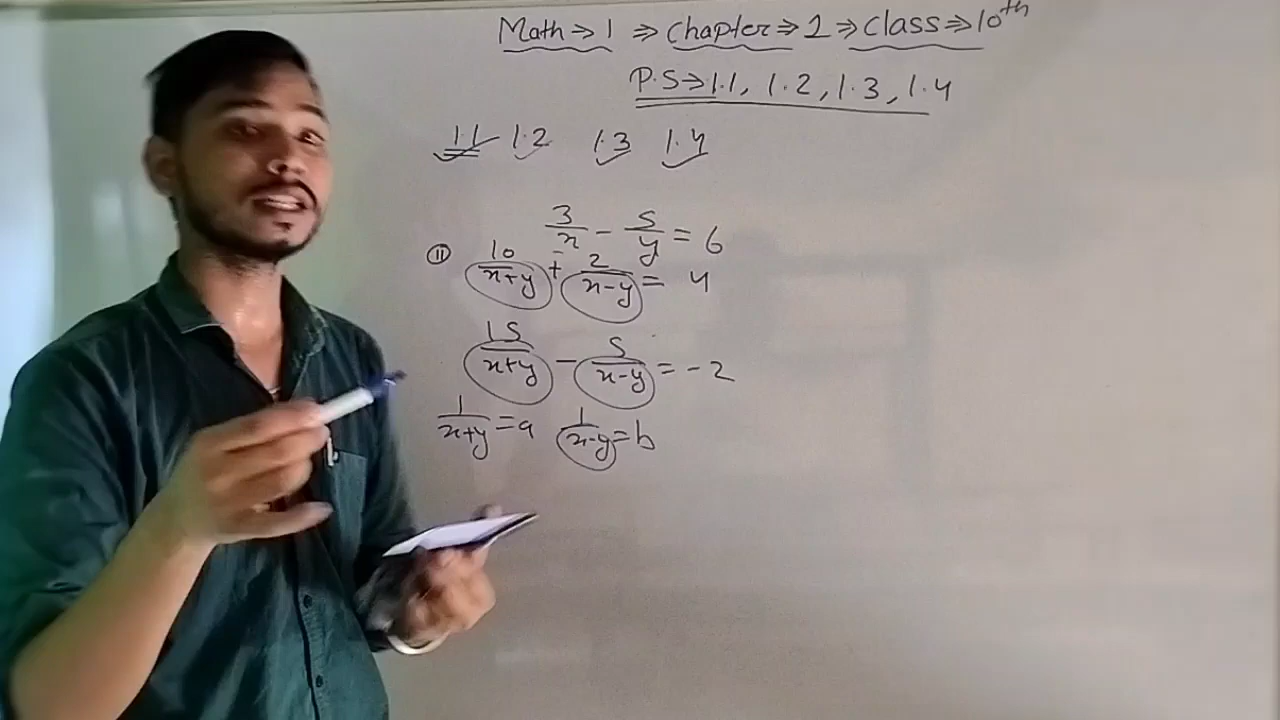 Math → 1 ⇒ Chapter ⇒ 1 ⇒ Class ⇒ 10th
P.S → 1.1, 1.2, 1.3, 1.4
1.1 1.2 1.3 1.4
3/x - 5/y = 6
(ii) 10/(x+y) + 2/(x-y) = 4
15/(x+y) - 5/(x-y) = -2
1/(x+y) = a 1/(x-y) = b